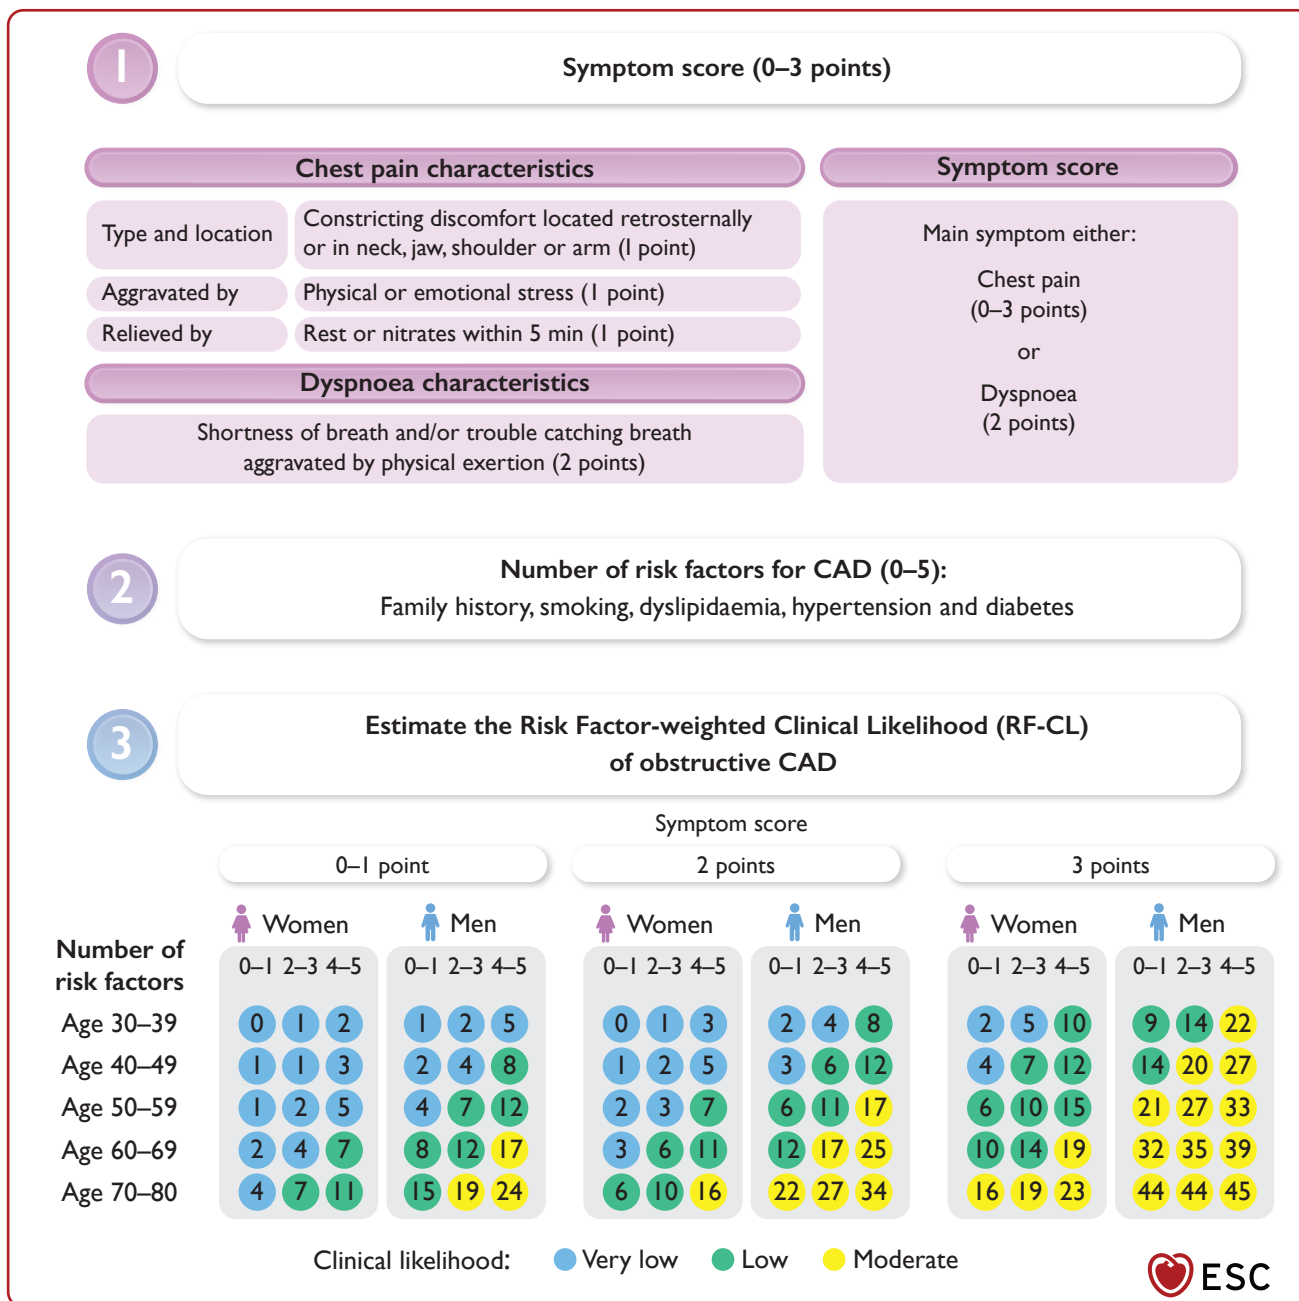 1
Symptom score (0–3 points)
Chest pain characteristics
Type and location
Constricting discomfort located retrosternally
or in neck, jaw, shoulder or arm (1 point)
Aggravated by
Physical or emotional stress (1 point)
Relieved by
Rest or nitrates within 5 min (1 point)
Dyspnoea characteristics
Shortness of breath and/or trouble catching breath
aggravated by physical exertion (2 points)
Symptom score
Main symptom either:
Chest pain
(0–3 points)
or
Dyspnoea
(2 points)
2
Number of risk factors for CAD (0–5):
Family history, smoking, dyslipidaemia, hypertension and diabetes
3
Estimate the Risk Factor-weighted Clinical Likelihood (RF-CL)
of obstructive CAD
Symptom score
0–1 point 2 points 3 points
Women Men Women Men Women Men
Number of
risk factors
0–1 2–3 4–5 0–1 2–3 4–5 0–1 2–3 4–5 0–1 2–3 4–5 0–1 2–3 4–5 0–1 2–3 4–5
Age 30–39 0 1 2 1 2 5 0 1 3 2 4 8 2 5 10 9 14 22
Age 40–49 1 1 3 2 4 8 1 2 5 3 6 12 4 7 12 14 20 27
Age 50–59 1 2 5 4 7 12 2 3 7 6 11 17 6 10 15 21 27 33
Age 60–69 2 4 7 8 12 17 3 6 11 12 17 25 10 14 19 32 35 39
Age 70–80 4 7 11 15 19 24 6 10 16 22 27 34 16 19 23 44 44 45
Clinical likelihood: Very low Low Moderate
ESC